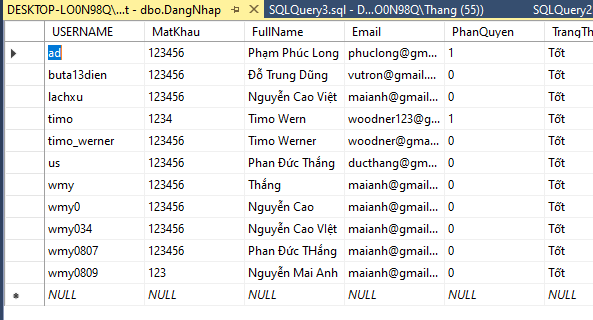 DESKTOP-LO0N98Q\...t - dbo.DangNhap SQLQuery3.sql - D...O0N98Q\Thang (55)) SQLQuery2
USERNAME MatKhau FullName Email PhanQuyen TrangTh
ad 123456 Phạm Phúc Long phuclong@gm... 1 Tốt
buta13dien 123456 Đỗ Trung Dũng vutron@gmail.... 0 Tốt
lachxu 123456 Nguyễn Cao Việt maianh@gmail... 0 Tốt
timo 1234 Timo Wern woodner123@g... 1 Tốt
timo_werner 123456 Timo Werner woodner@gma... 0 Tốt
us 123456 Phan Đức Thắng ducthang@gm... 0 Tốt
wmy 123456 Thắng maianh@gmail... 0 Tốt
wmy0 123456 Nguyễn Cao maianh@gmail... 0 Tốt
wmy034 123456 Nguyễn Cao VIệt maianh@gmail... 0 Tốt
wmy0807 123456 Phan Đức THắng maianh@gmail... 0 Tốt
wmy0809 123 Nguyễn Mai Anh maianh@gmail... 0 Tốt
NULL NULL NULL NULL NULL NULL